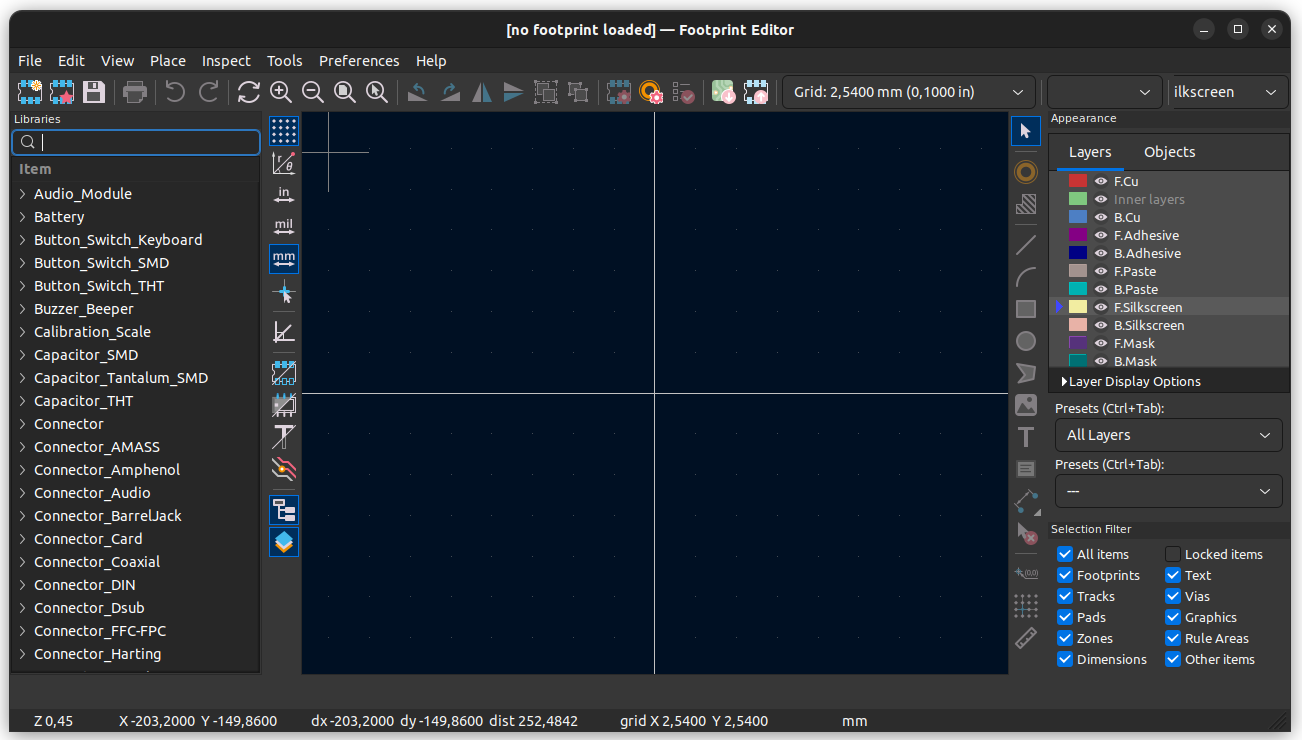 [no footprint loaded] — Footprint Editor
File Edit View Place Inspect Tools Preferences Help
Grid: 2,5400 mm (0,1000 in)
ilkscreen
Libraries
Item
Audio_Module
Battery
Button_Switch_Keyboard
Button_Switch_SMD
Button_Switch_THT
Buzzer_Beeper
Calibration_Scale
Capacitor_SMD
Capacitor_Tantalum_SMD
Capacitor_THT
Connector
Connector_AMASS
Connector_Amphenol
Connector_Audio
Connector_BarrelJack
Connector_Card
Connector_Coaxial
Connector_DIN
Connector_Dsub
Connector_FFC-FPC
Connector_Harting
r
θ
in
mil
mm
T
T
(0,0)
Appearance
Layers Objects
F.Cu
Inner layers
B.Cu
F.Adhesive
B.Adhesive
F.Paste
B.Paste
F.Silkscreen
B.Silkscreen
F.Mask
B.Mask
Layer Display Options
Presets (Ctrl+Tab):
All Layers
Presets (Ctrl+Tab):
---
Selection Filter
All items Locked items
Footprints Text
Tracks Vias
Pads Graphics
Zones Rule Areas
Dimensions Other items
Z 0,45 X -203,2000 Y -149,8600 dx -203,2000 dy -149,8600 dist 252,4842 grid X 2,5400 Y 2,5400 mm